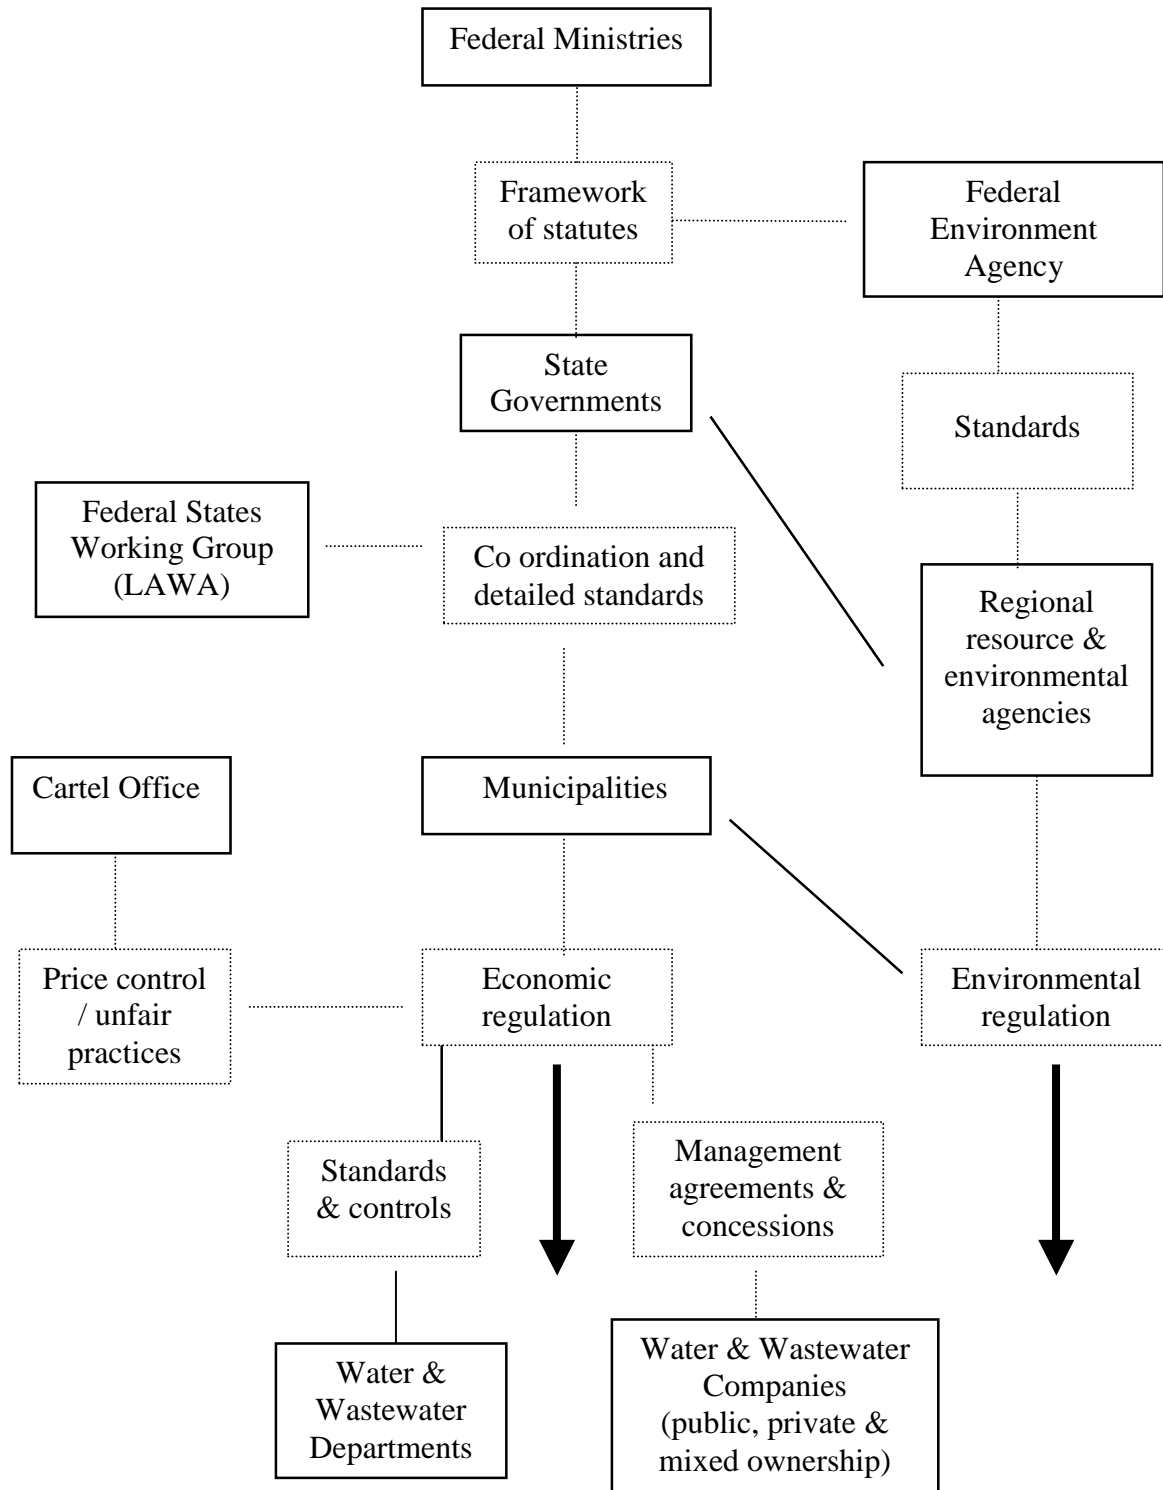 Federal Ministries
Framework
of statutes
Federal
Environment
Agency
State
Governments
Standards
Federal States
Working Group
(LAWA)
Co ordination and
detailed standards
Regional
resource &
environmental
agencies
Cartel Office
Municipalities
Price control
/ unfair
practices
Economic
regulation
Environmental
regulation
Standards
& controls
Management
agreements &
concessions
Water &
Wastewater
Departments
Water & Wastewater
Companies
(public, private &
mixed ownership)